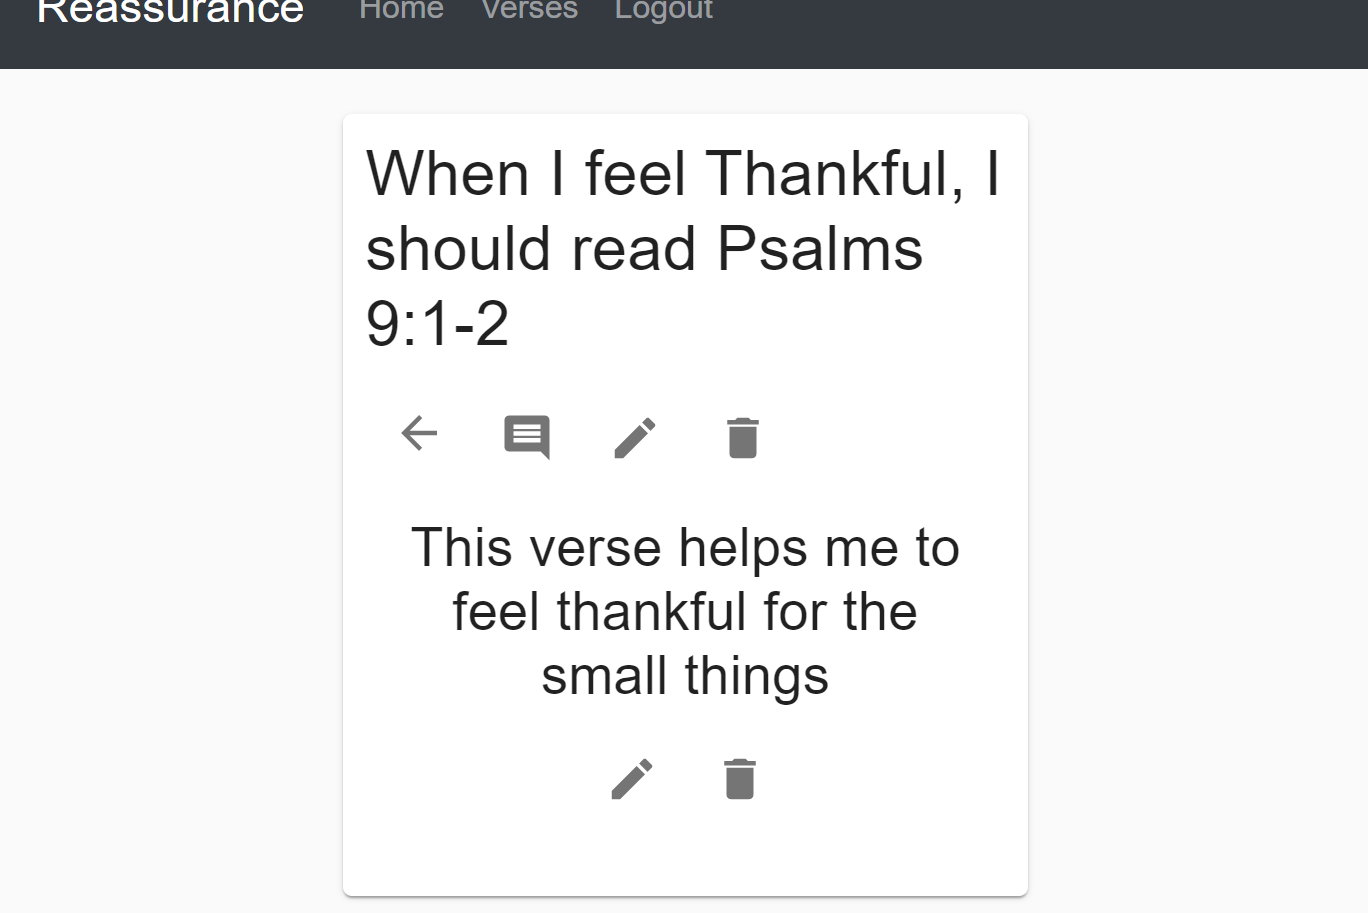 Reassurance Home Verses Logout
When I feel Thankful, I
should read Psalms
9:1-2
This verse helps me to
feel thankful for the
small things